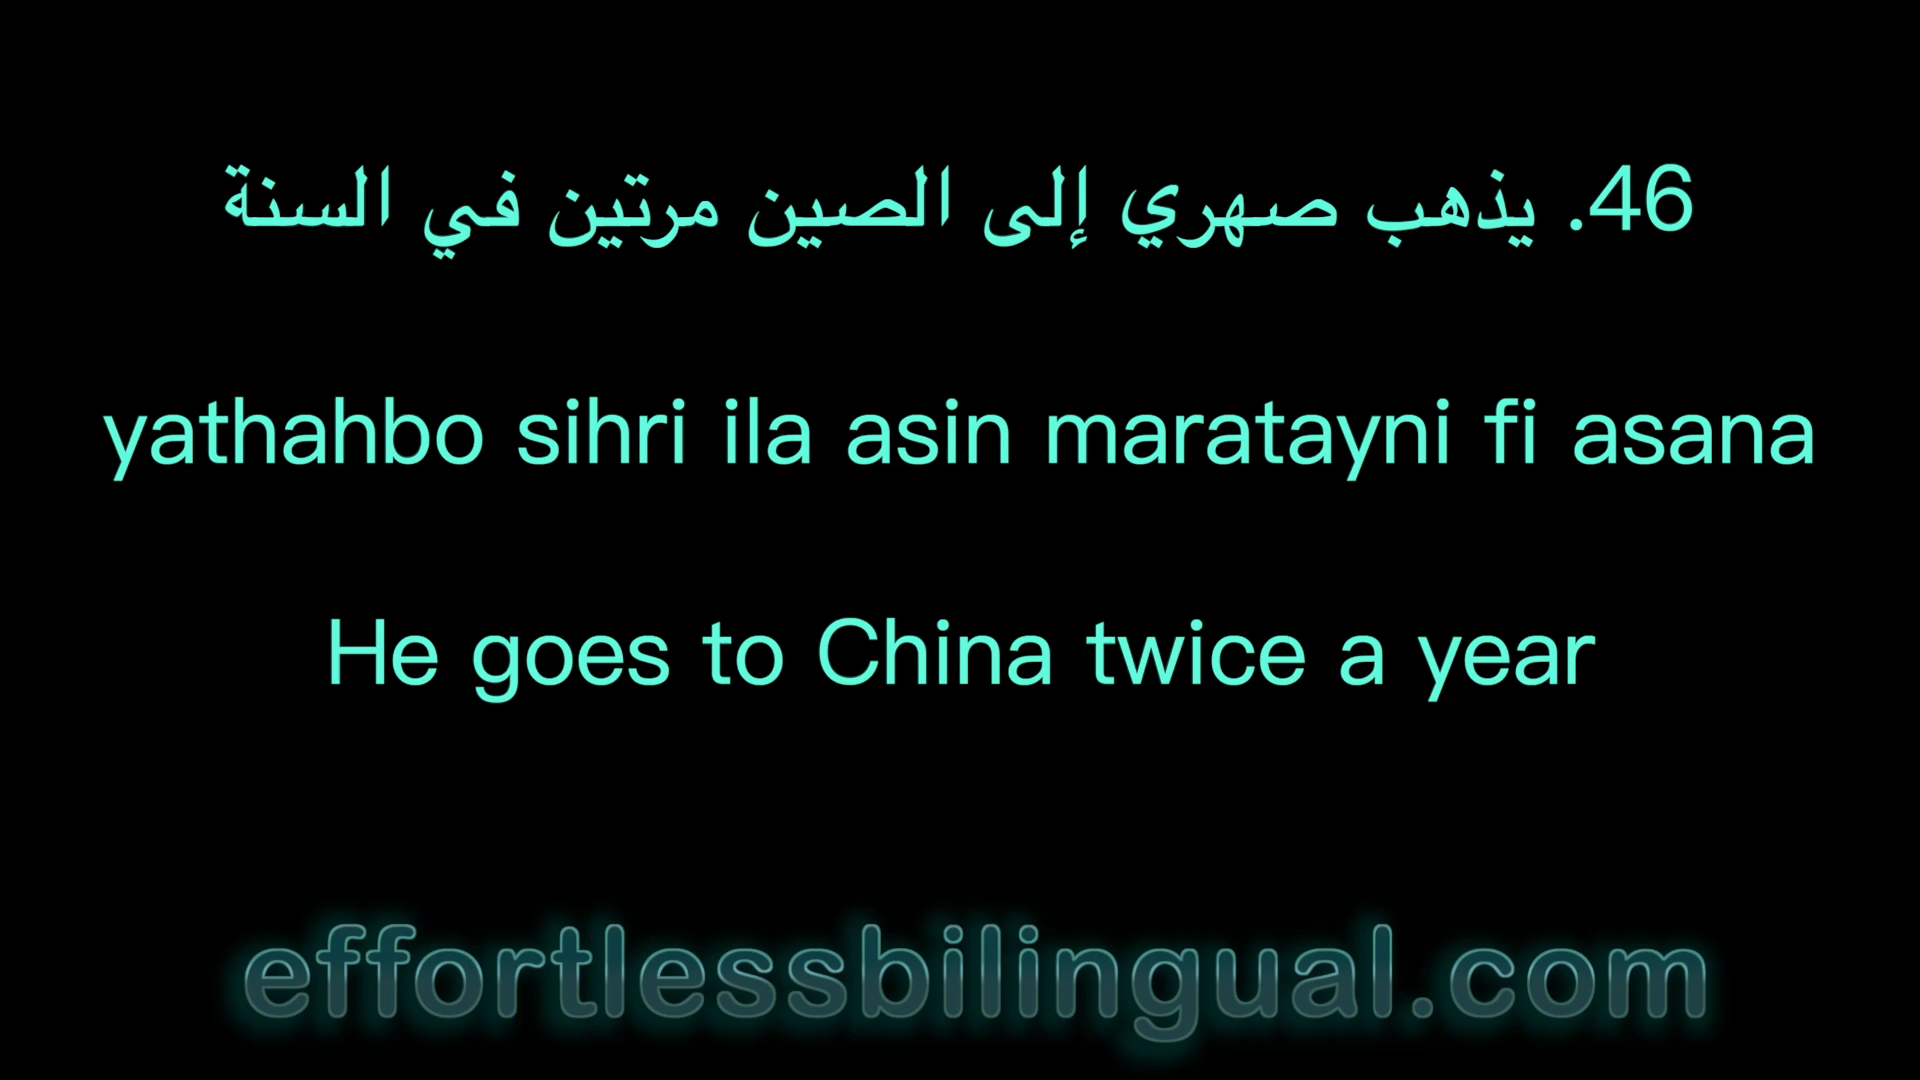 46. يذهب صهري إلى الصين مرتين في السنة
yathahbo sihri ila asin maratayni fi asana
He goes to China twice a year
effortlessbilingual.com